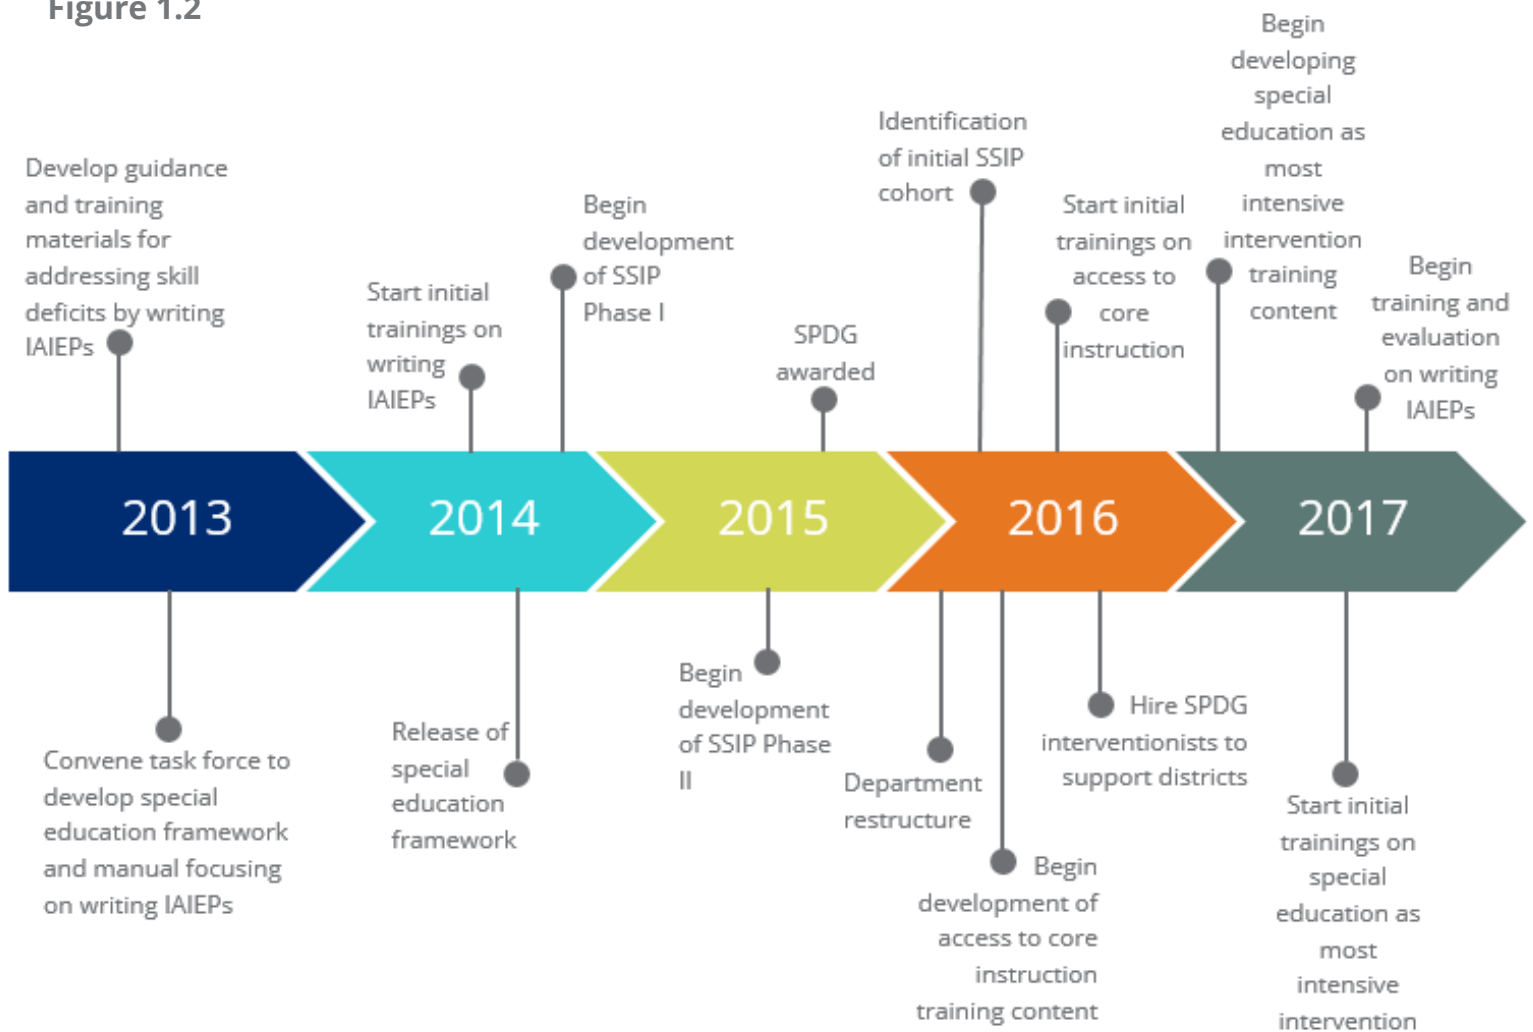 Figure 1.2
Develop guidance
and training
materials for
addressing skill
deficits by writing
IAIEPs
Start initial
trainings on
writing
IAIEPs
Begin
development
of SSIP
Phase I
SPDG
awarded
Identification
of initial SSIP
cohort
Start initial
trainings on
access to
core
instruction
Begin
developing
special
education as
most
intensive
intervention
training
content
Begin
training and
evaluation
on writing
IAIEPs
2013
2014
2015
2016
2017
Convene task force to
develop special
education framework
and manual focusing
on writing IAIEPs
Release of
special
education
framework
Begin
development
of SSIP Phase
II
Department
restructure
Begin
development of
access to core
instruction
training content
Hire SPDG
interventionists to
support districts
Start initial
trainings on
special
education as
most
intensive
intervention